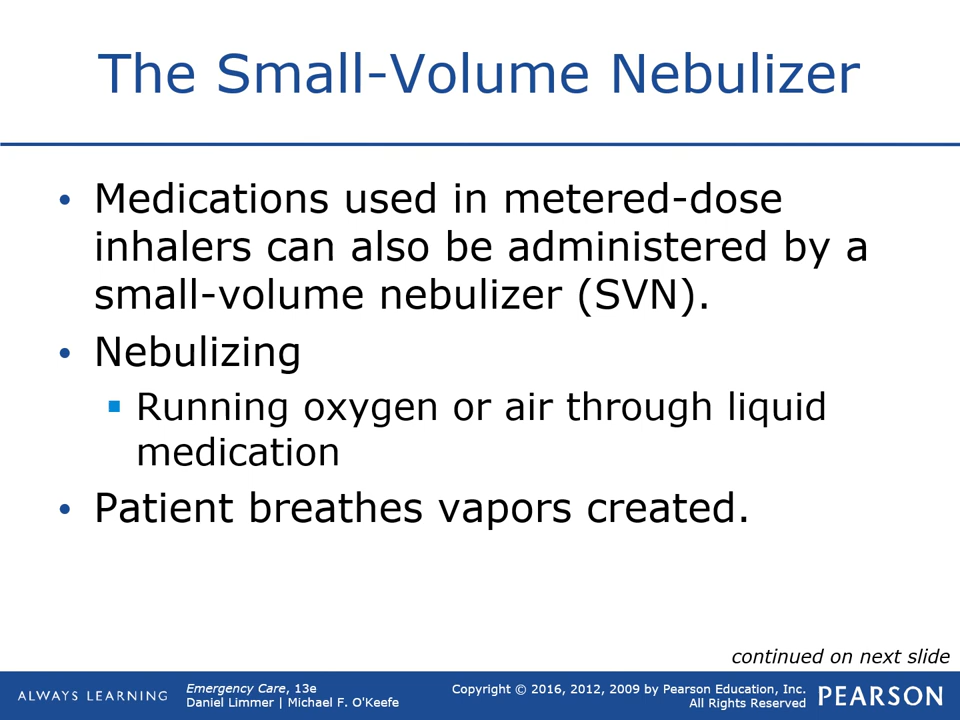 The Small-Volume Nebulizer
• Medications used in metered-dose
inhalers can also be administered by a
small-volume nebulizer (SVN).
• Nebulizing
▪ Running oxygen or air through liquid
medication
• Patient breathes vapors created.
continued on next slide
ALWAYS LEARNING
Emergency Care, 13e
Daniel Limmer | Michael F. O'Keefe
Copyright © 2016, 2012, 2009 by Pearson Education, Inc.
All Rights Reserved
PEARSON